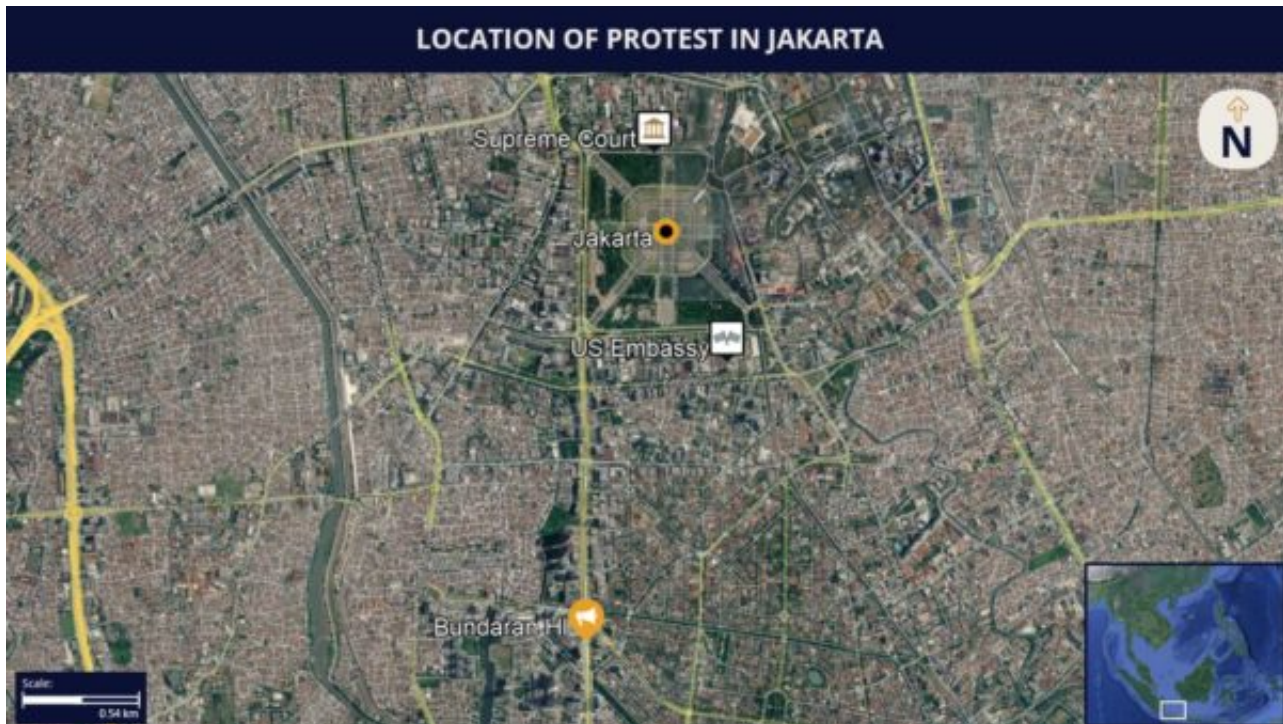 LOCATION OF PROTEST IN JAKARTA
N
Supreme Court
Jakarta
US Embassy
Bundaran HI
Scale:
0.54 km